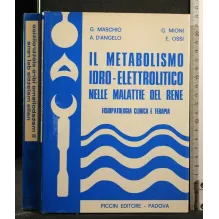 G. MASCHIO G. MIONI
A. D'ANGELO E. OSSI
IL METABOLISMO
IDRO-ELETTROLITICO
NELLE MALATTIE DEL RENE
FISIOPATOLOGIA CLINICA E TERAPIA
PICCIN EDITORE - PADOVA